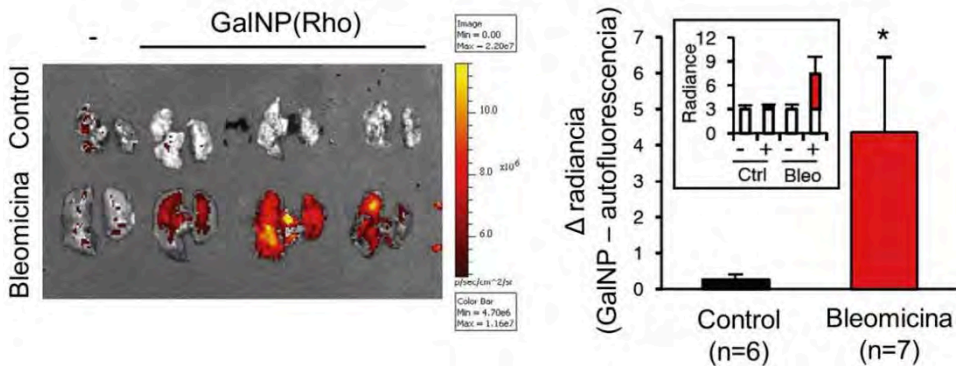 GalNP(Rho)
-
Control
Bleomicina
Image
Min = 0.00
Max = 2.20e7
10.0
8.0
x10⁶
6.0
p/sec/cm^2/sr
Color Bar
Min = 4.70e6
Max = 1.16e7
Δ radiancia
(GalNP – autofluorescencia)
7
6
5
4
3
2
1
0
*
Radiance
12
9
6
3
0
- + - +
Ctrl Bleo
Control Bleomicina
(n=6) (n=7)